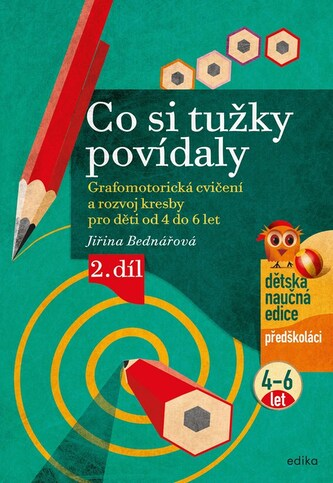 Co si tužky
povídaly
Grafomotorická cvičení
a rozvoj kresby
pro děti od 4 do 6 let
Jiřina Bednářová
2. díl
dětská
naučná
edice
předškoláci
4–6
let
edika